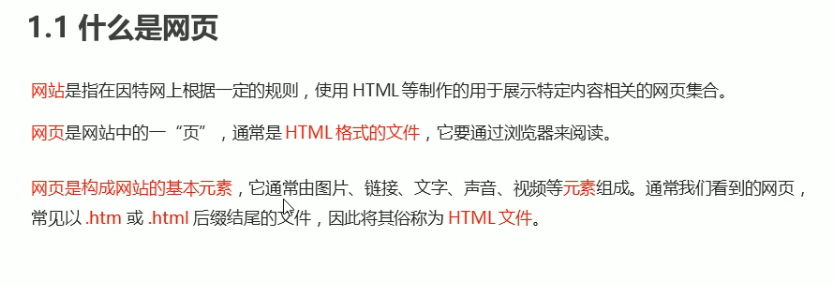 1.1 什么是网页
网站是指在因特网上根据一定的规则，使用 HTML 等制作的用于展示特定内容相关的网页集合。
网页是网站中的一“页”，通常是 HTML 格式的文件，它要通过浏览器来阅读。
网页是构成网站的基本元素，它通常由图片、链接、文字、声音、视频等元素组成。通常我们看到的网页，
常见以 .htm 或 .html 后缀结尾的文件，因此将其俗称为 HTML 文件。